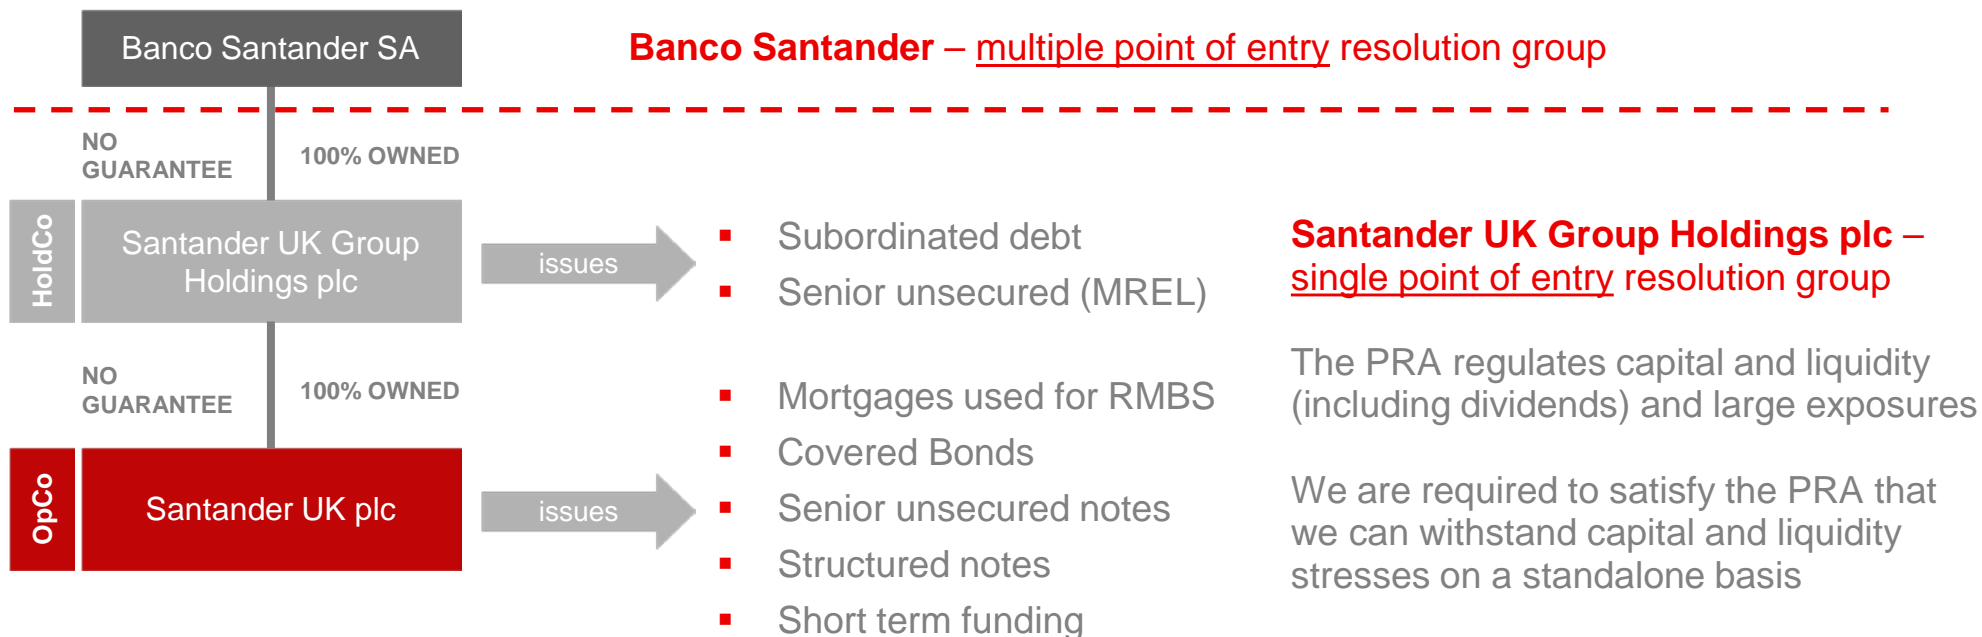 Banco Santander SA
Banco Santander – multiple point of entry resolution group
NO
GUARANTEE
100% OWNED
HoldCo
Santander UK Group
Holdings plc
issues
▪ Subordinated debt
▪ Senior unsecured (MREL)
Santander UK Group Holdings plc –
single point of entry resolution group
NO
GUARANTEE
100% OWNED
The PRA regulates capital and liquidity
(including dividends) and large exposures
OpCo
Santander UK plc
issues
▪ Mortgages used for RMBS
▪ Covered Bonds
▪ Senior unsecured notes
▪ Structured notes
▪ Short term funding
We are required to satisfy the PRA that
we can withstand capital and liquidity
stresses on a standalone basis